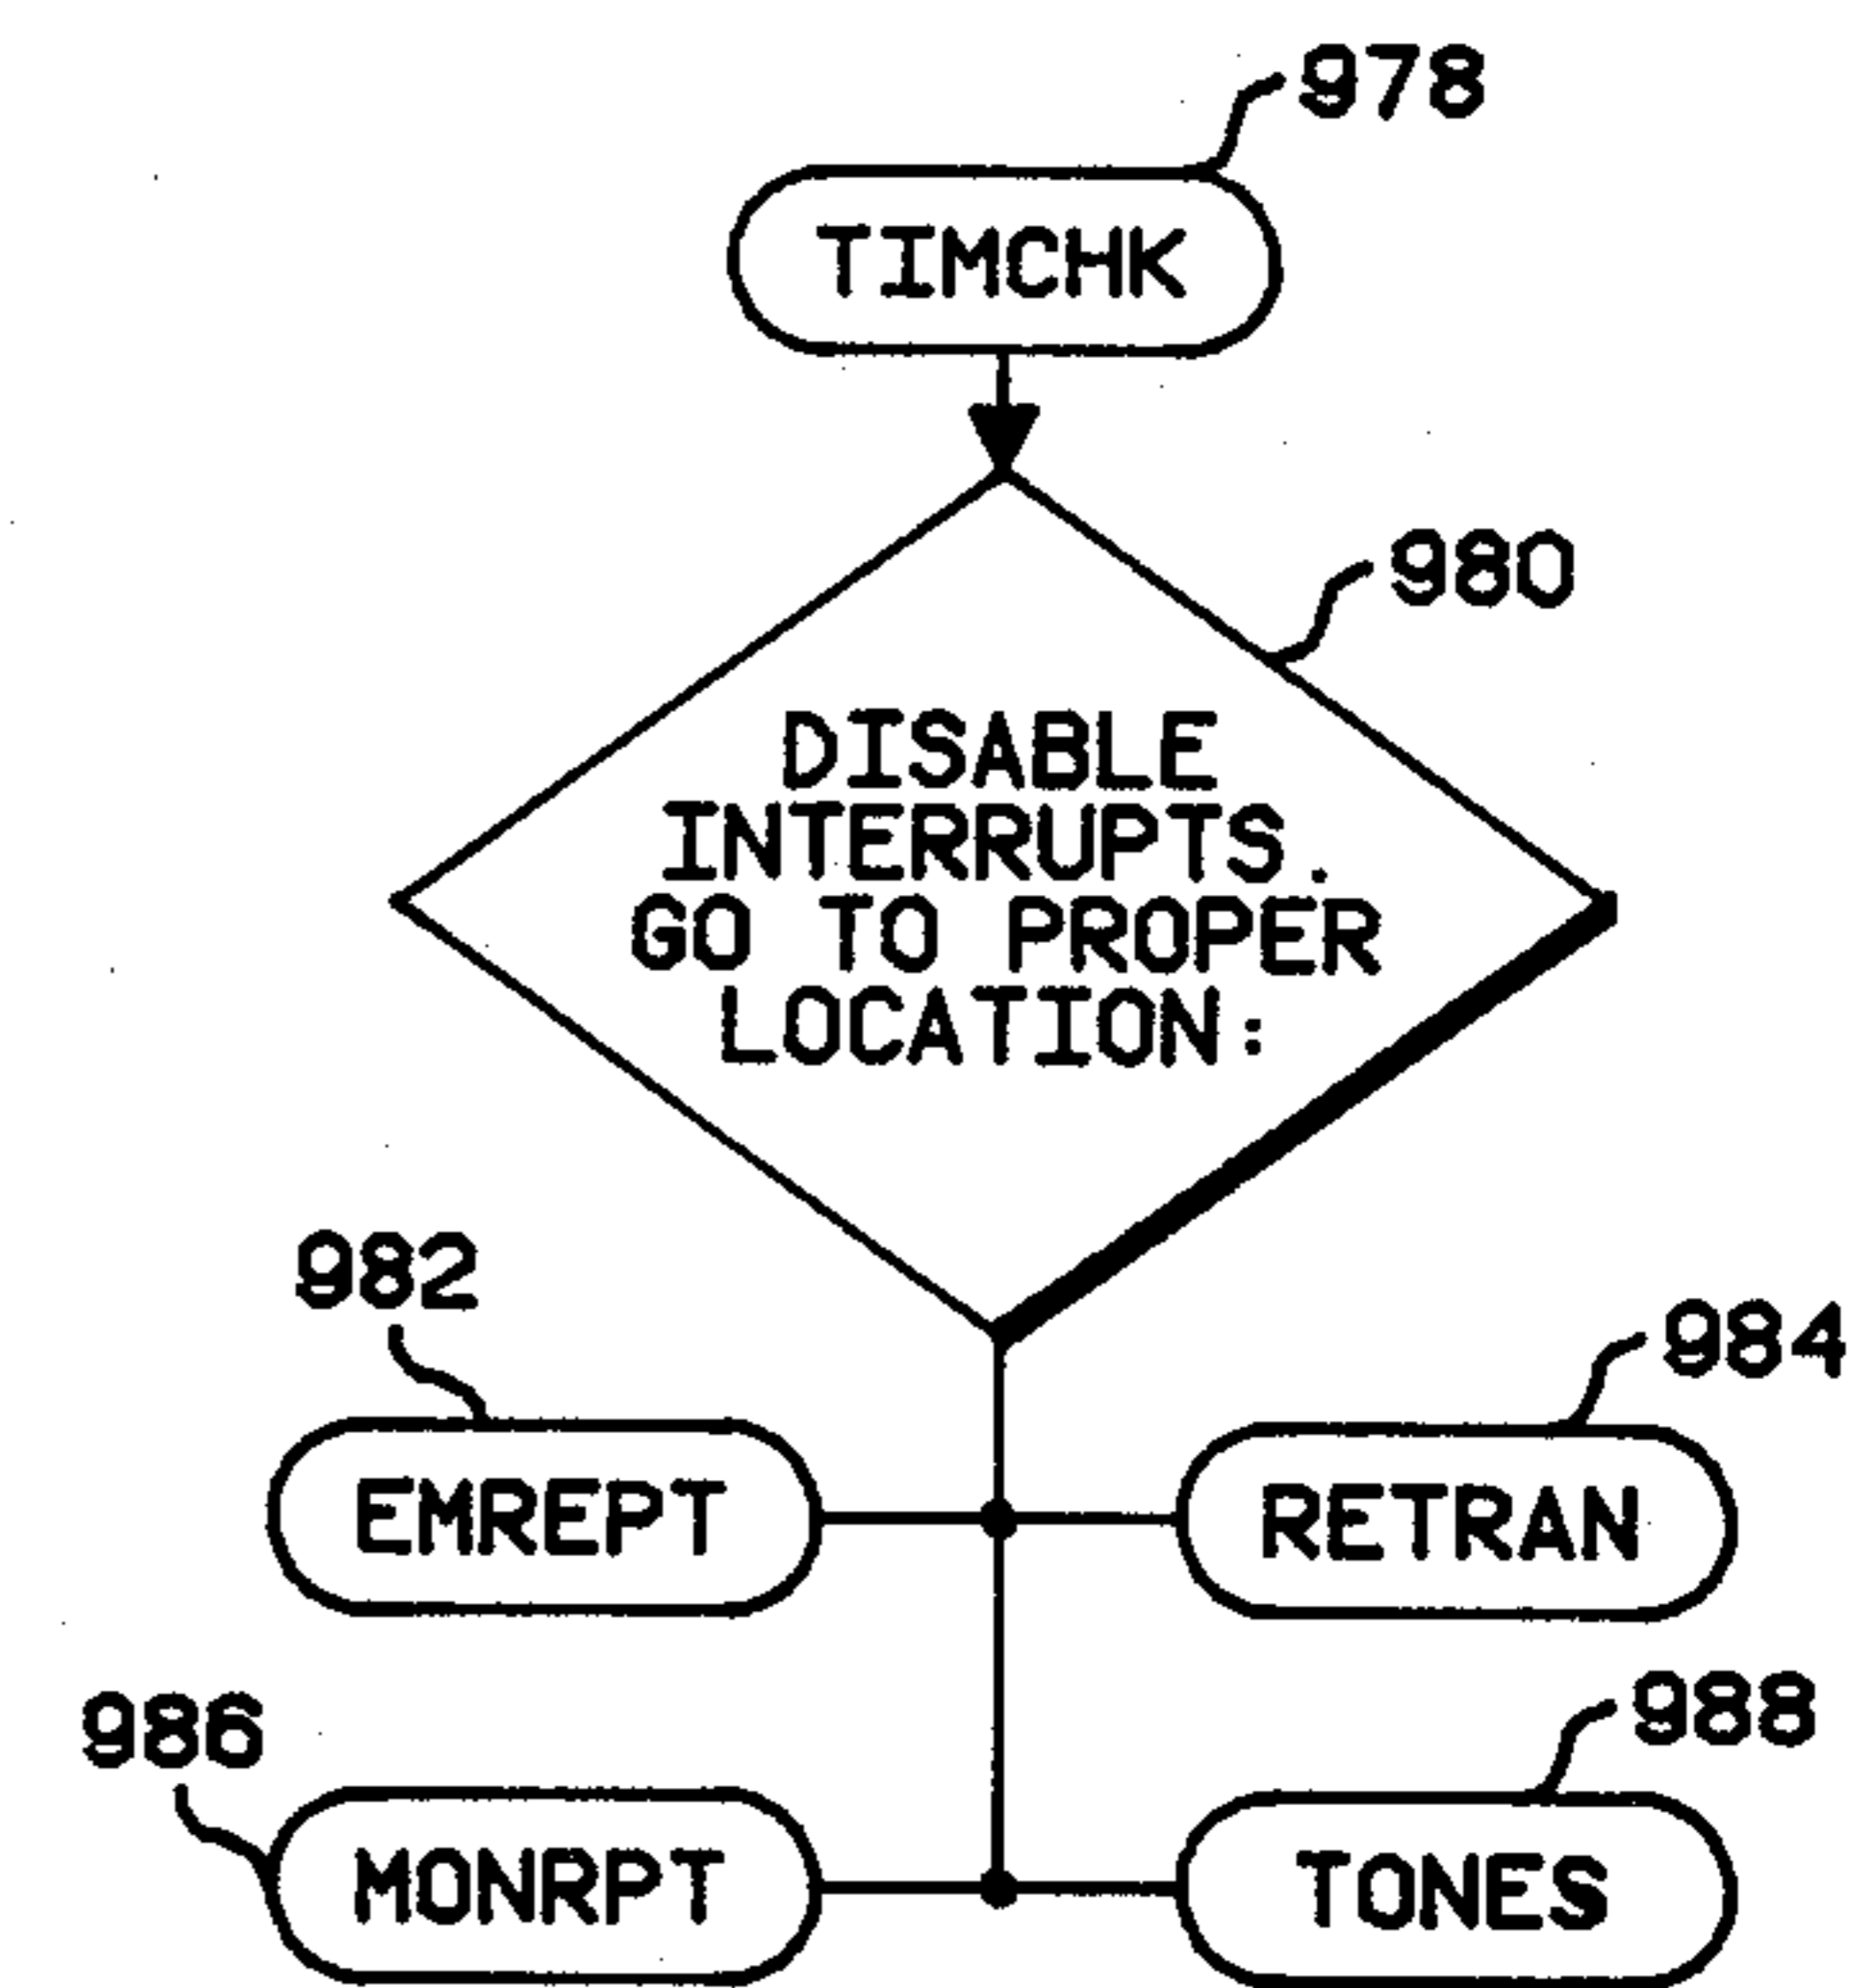 978
TIMCHK
980
DISABLE
INTERRUPTS.
GO TO PROPER
LOCATION:
982
984
EMREPT
RETRAN
986
988
MONRPT
TONES